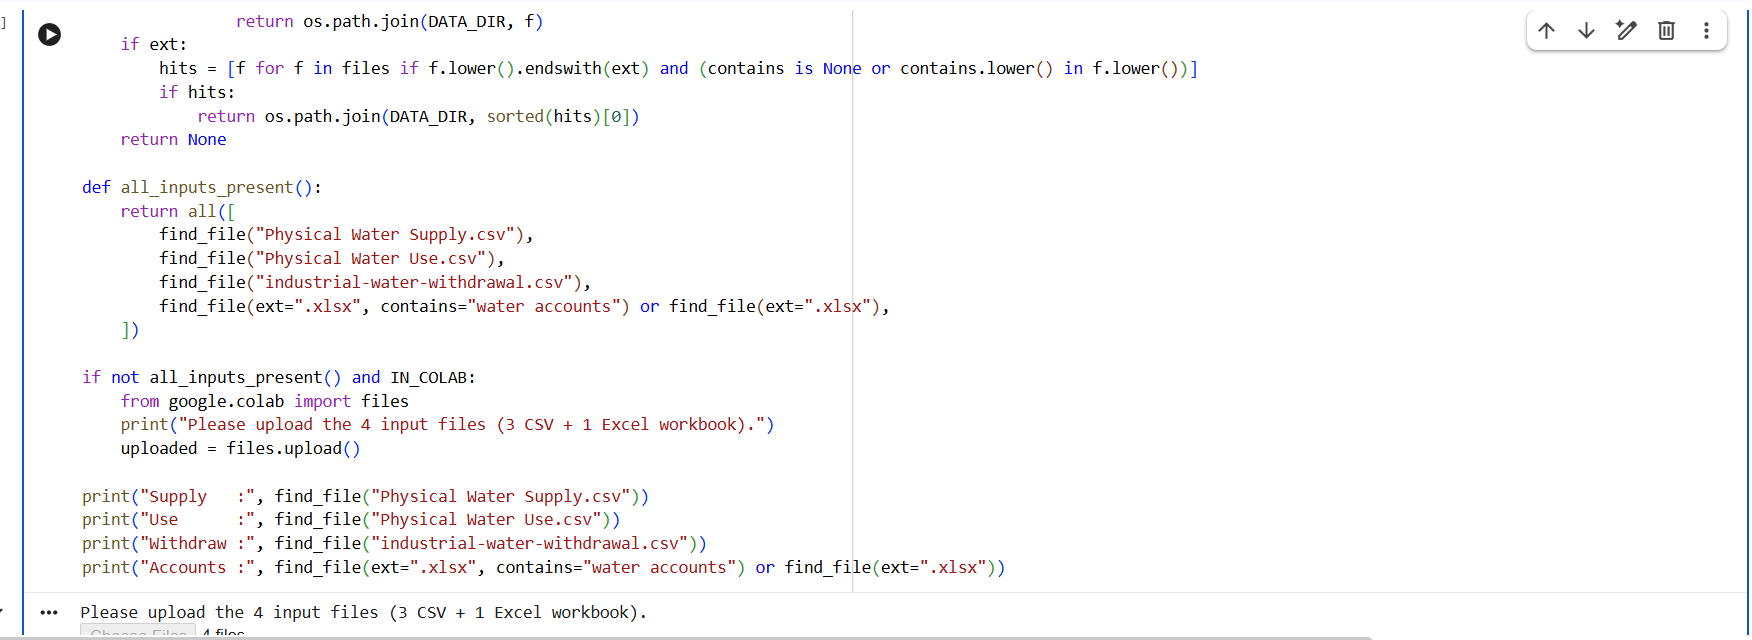 ]
                return os.path.join(DATA_DIR, f)
    if ext:
        hits = [f for f in files if f.lower().endswith(ext) and (contains is None or contains.lower() in f.lower())]
        if hits:
            return os.path.join(DATA_DIR, sorted(hits)[0])
    return None

def all_inputs_present():
    return all([
        find_file("Physical Water Supply.csv"),
        find_file("Physical Water Use.csv"),
        find_file("industrial-water-withdrawal.csv"),
        find_file(ext=".xlsx", contains="water accounts") or find_file(ext=".xlsx"),
    ])

if not all_inputs_present() and IN_COLAB:
    from google.colab import files
    print("Please upload the 4 input files (3 CSV + 1 Excel workbook).")
    uploaded = files.upload()

print("Supply   :", find_file("Physical Water Supply.csv"))
print("Use      :", find_file("Physical Water Use.csv"))
print("Withdraw :", find_file("industrial-water-withdrawal.csv"))
print("Accounts :", find_file(ext=".xlsx", contains="water accounts") or find_file(ext=".xlsx"))
Please upload the 4 input files (3 CSV + 1 Excel workbook).
Choose Files 4 files